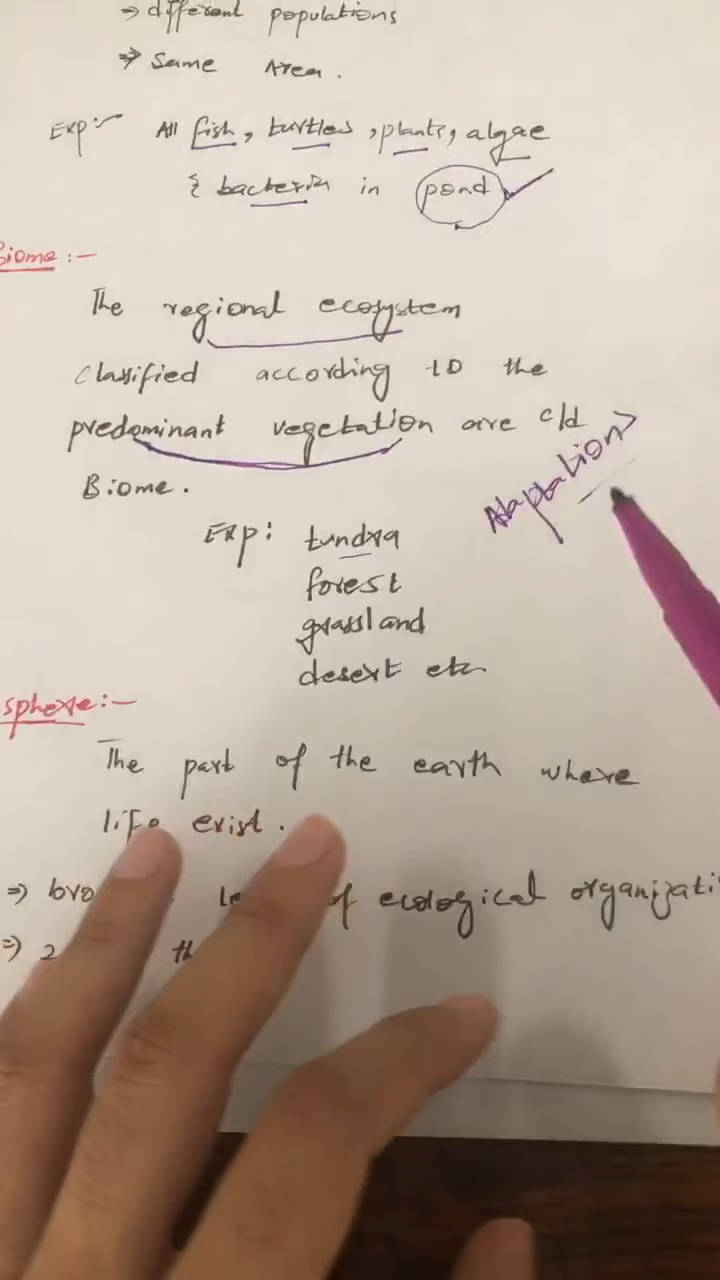 → different populations
→ Same Area.
Exp:- All fish, turtles, plants, algae
& bacteria in pond
Biome:-
The regional ecosystem
Classified according to the
predominant vegetation are c/d
Biome.
Adaptation
Exp: tundra
forest
grassland
desert etc.
sphere:-
The part of the earth where
life exist.
⇒ of ecological
⇒ 2